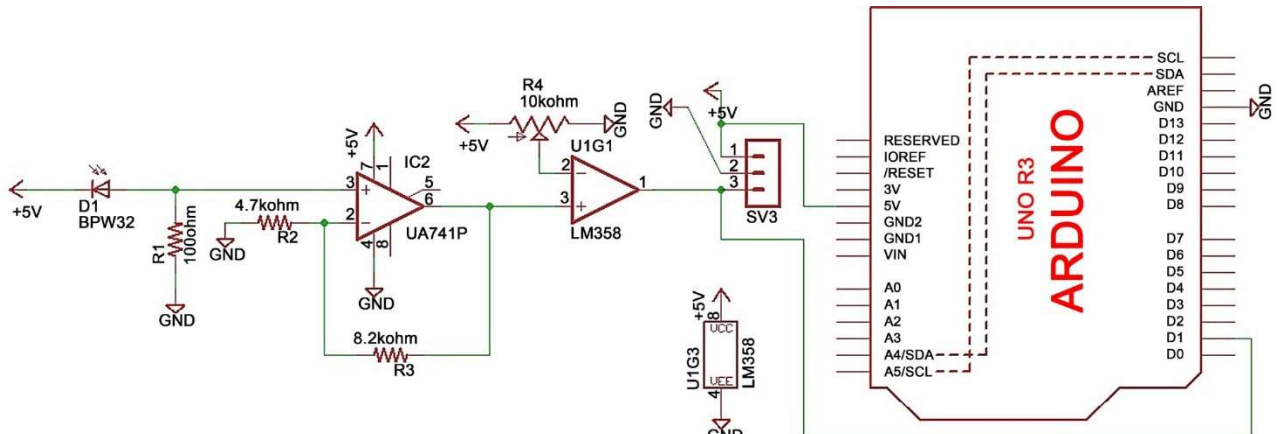 +5V
D1
BPW32
R1
100ohm
GND
GND
4.7kohm
R2
+5V
IC2
7
1
3
+
5
6
2
-
4
8
UA741P
GND
8.2kohm
R3
R4
10kohm
+5V
GND
U1G1
2
-
1
3
+
LM358
GND
+5V
1
2
3
SV3
+5V
8
VCC
U1G3
LM358
VEE
4
GND
RESERVED
IOREF
/RESET
3V
5V
GND2
GND1
VIN
A0
A1
A2
A3
A4/SDA
A5/SCL
UNO R3
ARDUINO
SCL
SDA
AREF
GND
D13
D12
D11
D10
D9
D8
D7
D6
D5
D4
D3
D2
D1
D0
GND